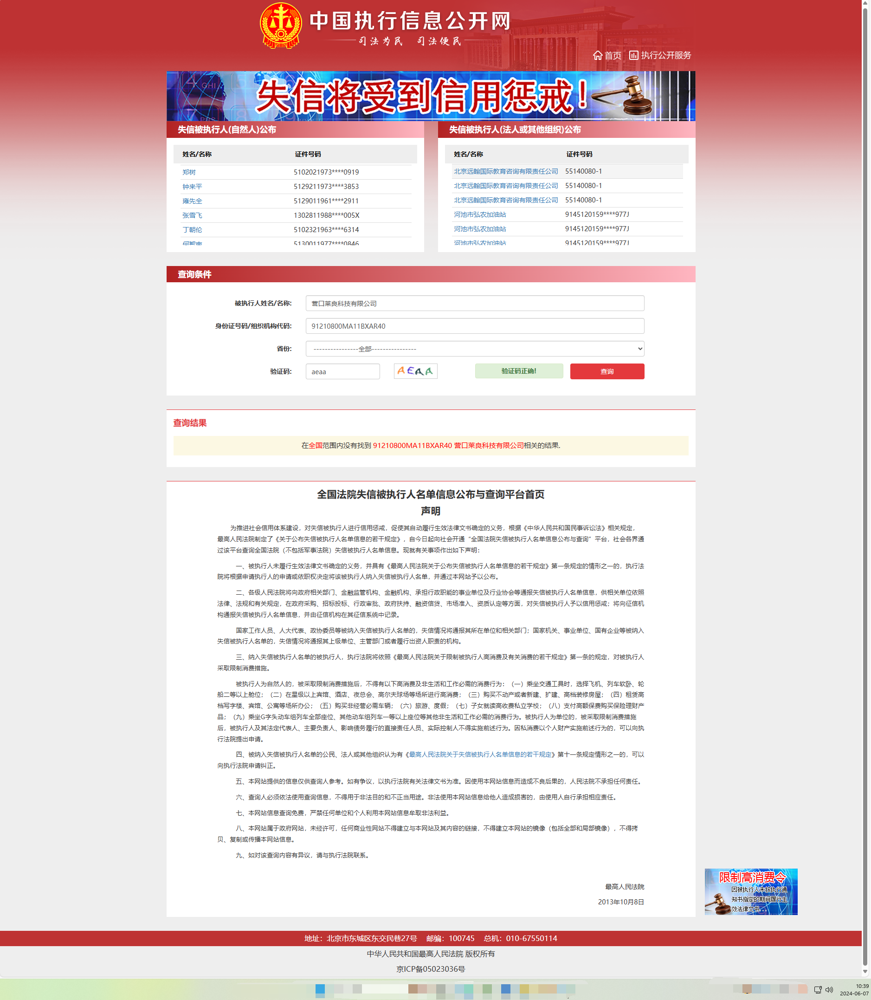 中国执行信息公开网
司法为民 司法便民
首页 执行公开服务
GHI
失信将受到信用惩戒!
失信被执行人(自然人)公布
姓名/名称 证件号码
郑树 5102021973****0919
钟来平 5129211973****3853
雍先全 5129011961****2911
张雪飞 1302811988****005X
丁朝伦 5102321963****6314
何智南 5130011977****0846
失信被执行人(法人或其他组织)公布
姓名/名称 证件号码
北京远翰国际教育咨询有限责任公司 55140080-1
北京远翰国际教育咨询有限责任公司 55140080-1
北京远翰国际教育咨询有限责任公司 55140080-1
河池市弘农加油站 9145120159****977J
河池市弘农加油站 9145120159****977J
河池市弘农加油站 9145120159****977J
查询条件
被执行人姓名/名称: 营口莱良科技有限公司
身份证号码/组织机构代码: 91210800MA11BXAR40
省份: ----------------全部----------------
验证码: aeaa AEAA 验证码正确! 查询
查询结果
在全国范围内没有找到 91210800MA11BXAR40 营口莱良科技有限公司相关的结果.
全国法院失信被执行人名单信息公布与查询平台首页
声明
为推进社会信用体系建设，对失信被执行人进行信用惩戒，促使其自动履行生效法律文书确定的义务，根据《中华人民共和国民事诉讼法》相关规定，
最高人民法院制定了《关于公布失信被执行人名单信息的若干规定》，自今日起向社会开通“全国法院失信被执行人名单信息公布与查询”平台，社会各界通
过该平台查询全国法院（不包括军事法院）失信被执行人名单信息。现就有关事项作出如下声明：
一、被执行人未履行生效法律文书确定的义务，并具有《最高人民法院关于公布失信被执行人名单信息的若干规定》第一条规定的情形之一的，执行法
院将根据申请执行人的申请或依职权决定将该被执行人纳入失信被执行人名单，并通过本网站予以公布。
二、各级人民法院将向政府相关部门、金融监管机构、金融机构、承担行政职能的事业单位及行业协会等通报失信被执行人名单信息，供相关单位依照
法律、法规和有关规定，在政府采购、招标投标、行政审批、政府扶持、融资信贷、市场准入、资质认定等方面，对失信被执行人予以信用惩戒；将向征信机
构通报失信被执行人名单信息，并由征信机构在其征信系统中记录。
国家工作人员、人大代表、政协委员等被纳入失信被执行人名单的，失信情况将通报其所在单位和相关部门；国家机关、事业单位、国有企业等被纳入
失信被执行人名单的，失信情况将通报其上级单位、主管部门或者履行出资人职责的机构。
三、纳入失信被执行人名单的被执行人，执行法院将依照《最高人民法院关于限制被执行人高消费及有关消费的若干规定》第一条的规定，对被执行人
采取限制消费措施。
被执行人为自然人的，被采取限制消费措施后，不得有以下高消费及非生活和工作必需的消费行为：（一）乘坐交通工具时，选择飞机、列车软卧、轮
船二等以上舱位；（二）在星级以上宾馆、酒店、夜总会、高尔夫球场等场所进行高消费；（三）购买不动产或者新建、扩建、高档装修房屋；（四）租赁高
档写字楼、宾馆、公寓等场所办公；（五）购买非经营必需车辆；（六）旅游、度假；（七）子女就读高收费私立学校；（八）支付高额保费购买保险理财产
品；（九）乘坐G字头动车组列车全部座位、其他动车组列车一等以上座位等其他非生活和工作必需的消费行为。被执行人为单位的，被采取限制消费措施
后，被执行人及其法定代表人、主要负责人、影响债务履行的直接责任人员、实际控制人不得实施前述行为。因私消费以个人财产实施前述行为的，可以向执
行法院提出申请。
四、被纳入失信被执行人名单的公民、法人或其他组织认为有《最高人民法院关于失信被执行人名单信息的若干规定》第十一条规定情形之一的，可以
向执行法院申请纠正。
五、本网站提供的信息仅供查询人参考。如有争议，以执行法院有关法律文书为准。因使用本网站信息而造成不良后果的，人民法院不承担任何责任。
六、查询人必须依法使用查询信息，不得用于非法目的和不正当用途。非法使用本网站信息给他人造成损害的，由使用人自行承担相应责任。
七、本网站信息查询免费，严禁任何单位和个人利用本网站信息牟取非法利益。
八、本网站属于政府网站，未经许可，任何商业性网站不得建立与本网站及其内容的链接，不得建立本网站的镜像（包括全部和局部镜像），不得拷
贝、复制或传播本网站信息。
九、如对该查询内容有异议，请与执行法院联系。
最高人民法院
2013年10月8日
限制高消费令
因被执行人未按执行通
知书指定的期间履行生
效法律文书...
地址：北京市东城区东交民巷27号 邮编：100745 总机：010-67550114
中华人民共和国最高人民法院 版权所有
京ICP备05023036号
10:39
2024-06-07